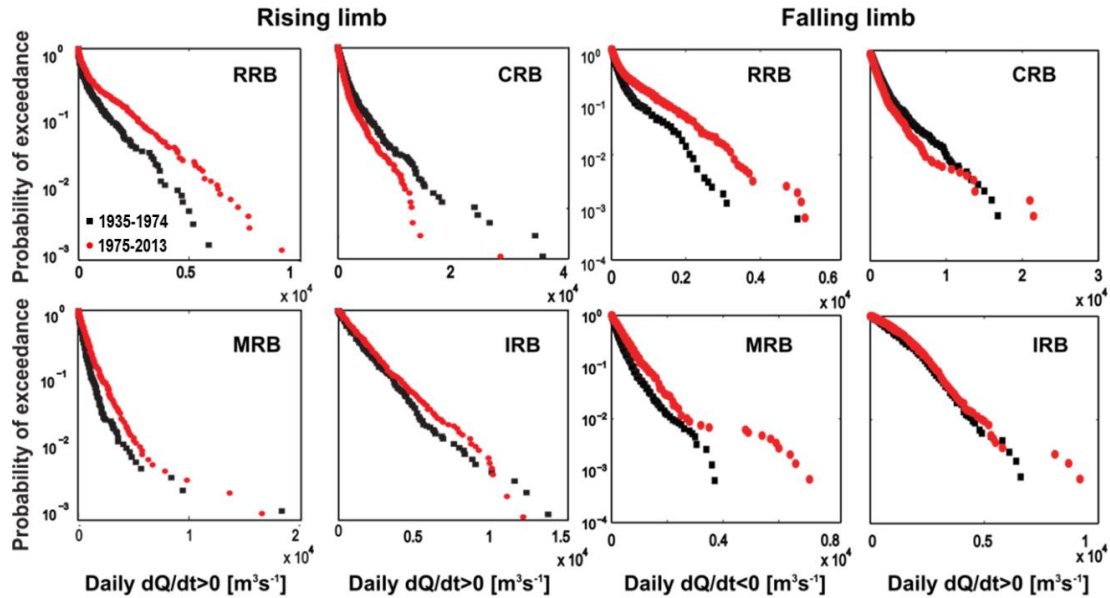 Rising limb
Falling limb
Probability of exceedance
10⁰
10⁻¹
10⁻²
10⁻³
RRB
■ 1935-1974
● 1975-2013
0
0.5
1
x 10⁴
CRB
0
2
4
x 10⁴
10⁰
10⁻¹
10⁻²
10⁻³
10⁻⁴
RRB
0
0.2
0.4
0.6
x 10⁴
CRB
0
1
2
3
x 10⁴
Probability of exceedance
10⁰
10⁻¹
10⁻²
10⁻³
MRB
0
1
2
x 10⁴
Daily dQ/dt>0 [m³s⁻¹]
IRB
0
0.5
1
1.5
x 10⁴
Daily dQ/dt>0 [m³s⁻¹]
10⁰
10⁻¹
10⁻²
10⁻³
10⁻⁴
MRB
0
0.4
0.8
x 10⁴
Daily dQ/dt<0 [m³s⁻¹]
IRB
0
5
10
x 10⁴
Daily dQ/dt>0 [m³s⁻¹]